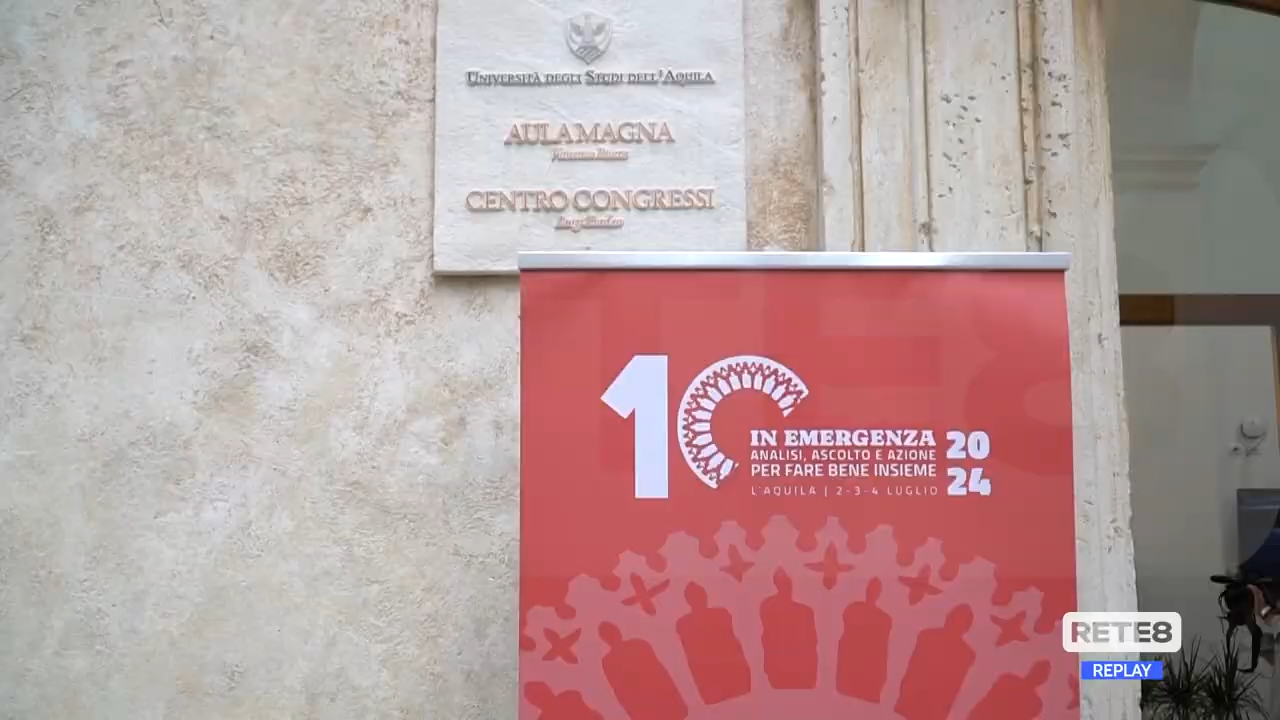 UNIVERSITÀ DEGLI STUDI DELL'AQUILA
AULA MAGNA
CENTRO CONGRESSI
10
IN EMERGENZA
ANALISI, ASCOLTO E AZIONE
PER FARE BENE INSIEME
L'AQUILA | 2-3-4 LUGLIO
20
24
RETE8
REPLAY